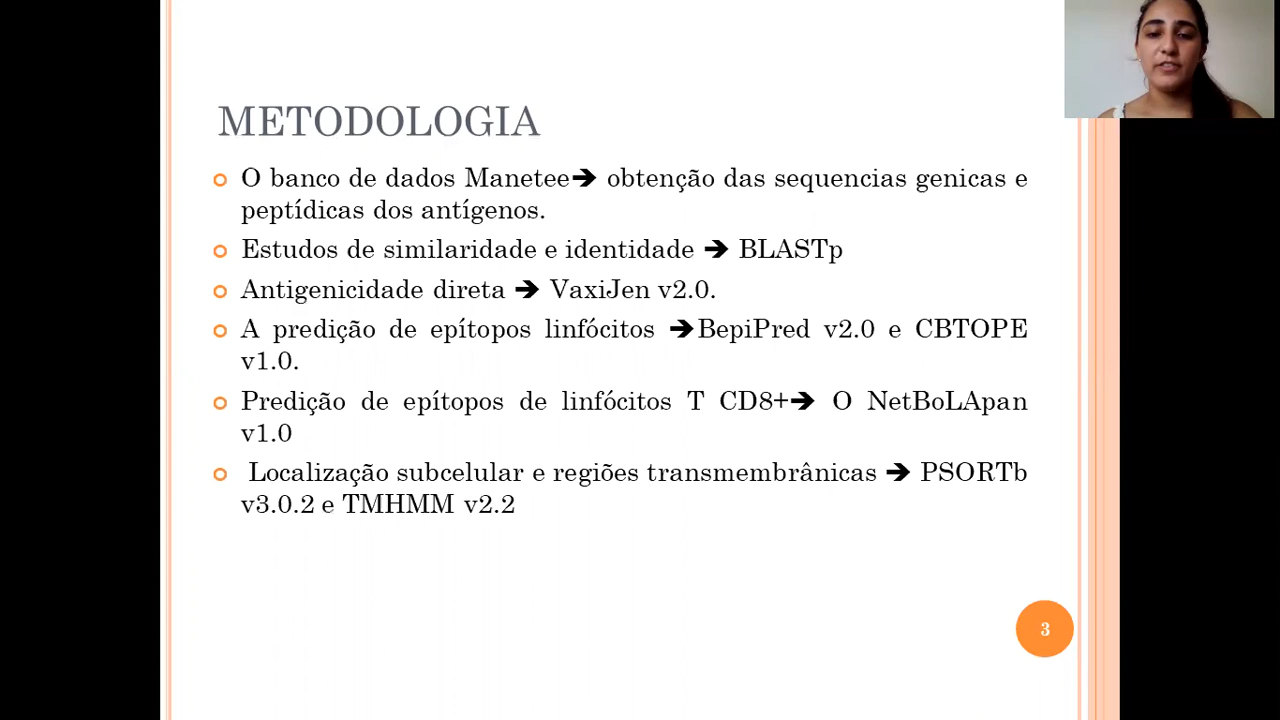 METODOLOGIA
O banco de dados Manetee➔ obtenção das sequencias genicas e
peptídicas dos antígenos.
Estudos de similaridade e identidade ➔ BLASTp
Antigenicidade direta ➔ VaxiJen v2.0.
A predição de epítopos linfócitos ➔BepiPred v2.0 e CBTOPE
v1.0.
Predição de epítopos de linfócitos T CD8+➔ O NetBoLApan
v1.0
Localização subcelular e regiões transmembrânicas ➔ PSORTb
v3.0.2 e TMHMM v2.2
3